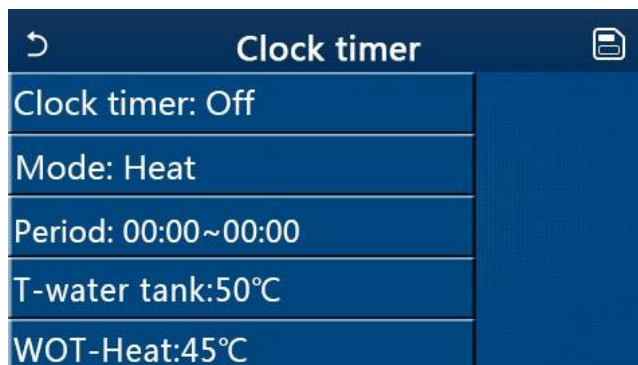 Clock timer
Clock timer: Off
Mode: Heat
Period: 00:00~00:00
T-water tank:50℃
WOT-Heat:45℃